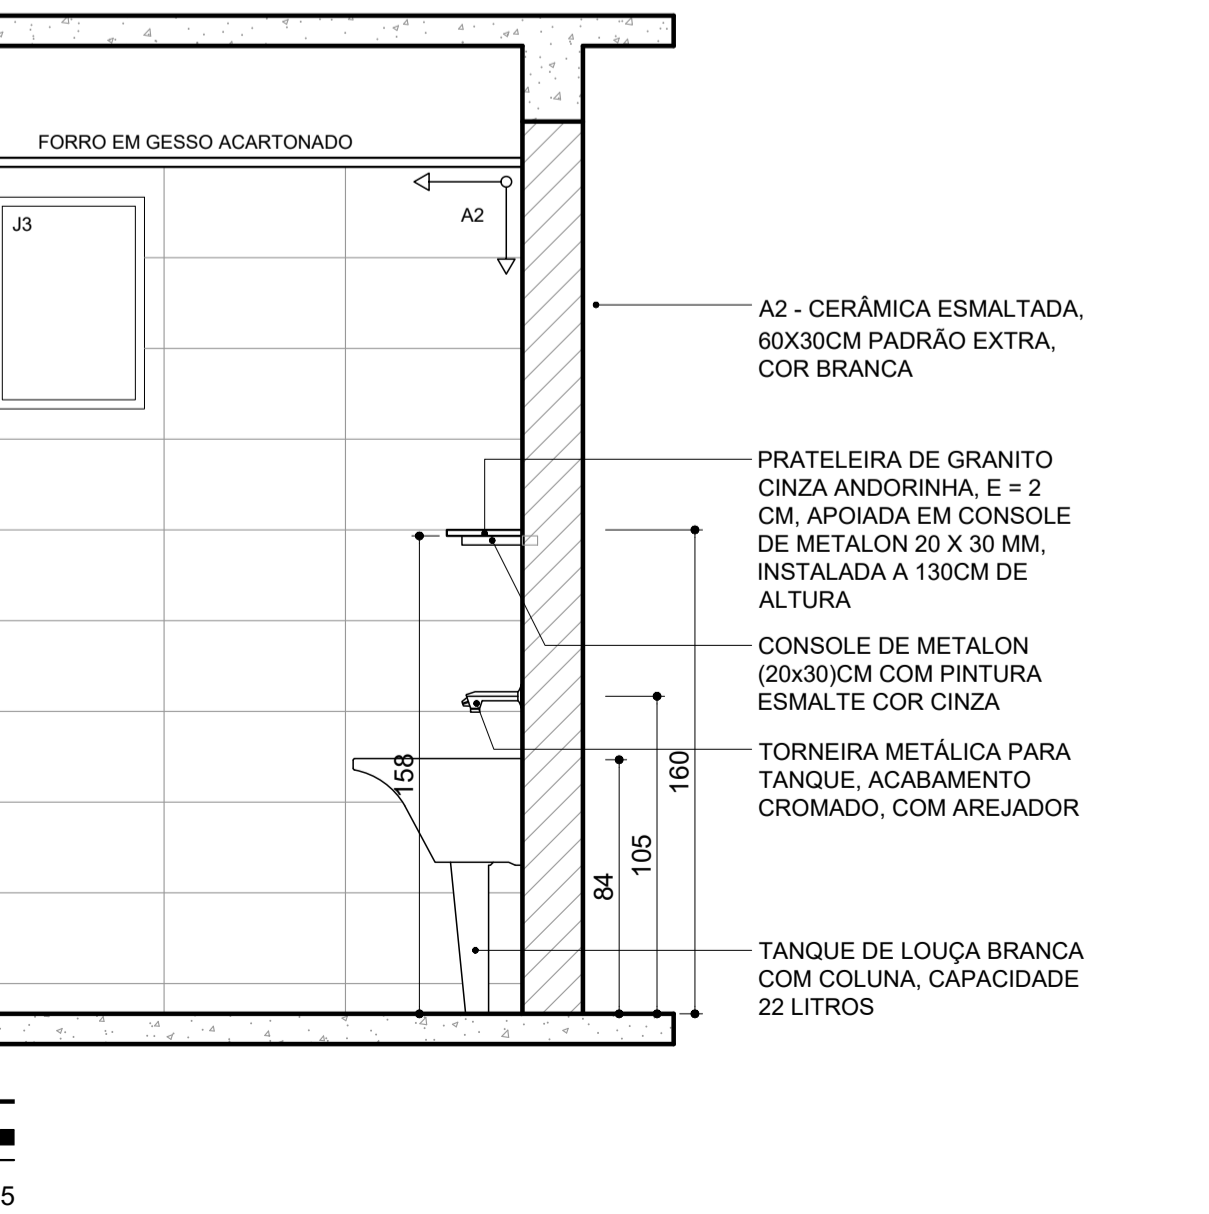 FORRO EM GESSO ACARTONADO
J3
A2
A2 - CERÂMICA ESMALTADA,
60X30CM PADRÃO EXTRA,
COR BRANCA
PRATELEIRA DE GRANITO
CINZA ANDORINHA, E = 2
CM, APOIADA EM CONSOLE
DE METALON 20 X 30 MM,
INSTALADA A 130CM DE
ALTURA
CONSOLE DE METALON
(20x30)CM COM PINTURA
ESMALTE COR CINZA
TORNEIRA METÁLICA PARA
TANQUE, ACABAMENTO
CROMADO, COM AREJADOR
158
160
105
84
TANQUE DE LOUÇA BRANCA
COM COLUNA, CAPACIDADE
22 LITROS
5